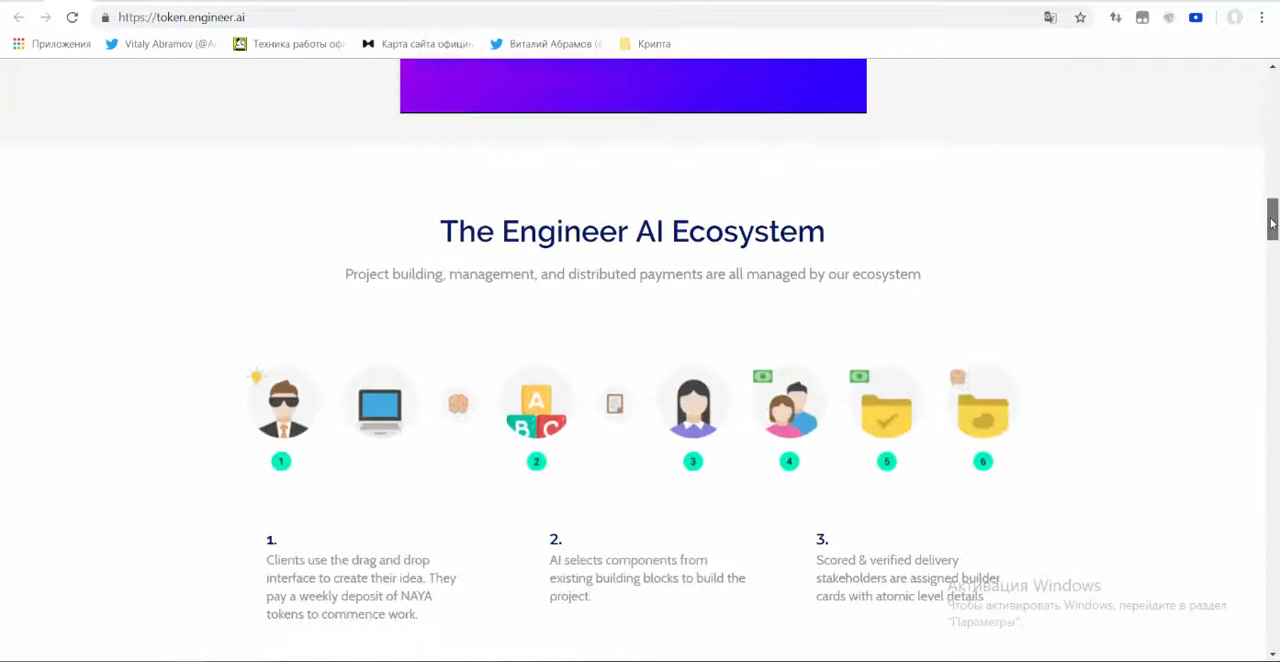 https://token.engineer.ai
Приложения
Vitaly Abramov (@A
Техника работы оф
Карта сайта официн
Виталий Абрамов (
Крипта
The Engineer AI Ecosystem
Project building, management, and distributed payments are all managed by our ecosystem
A
B C
1 2 3 4 5 6
1.
Clients use the drag and drop
interface to create their idea. They
pay a weekly deposit of NAYA
tokens to commence work.
2.
AI selects components from
existing building blocks to build the
project.
3.
Scored & verified delivery
stakeholders are assigned builder
cards with atomic level details
Активация Windows
Чтобы активировать Windows, перейдите в раздел
"Параметры".